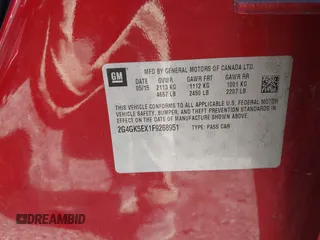 GM
MFD BY GENERAL MOTORS OF CANADA LTD.
DATE GVWR GAWR FRT GAWR RR
05/15 2113 KG 1112 KG 1001 KG
4657 LB 2450 LB 2207 LB
THIS VEHICLE CONFORMS TO ALL APPLICABLE U.S. FEDERAL MOTOR VEHICLE SAFETY, BUMPER, AND THEFT PREVENTION STANDARDS IN EFFECT ON THE DATE OF MANUFACTURE SHOWN ABOVE.
2G4GK5EX1F9268951 TYPE: PASS CAR
DREAMBID